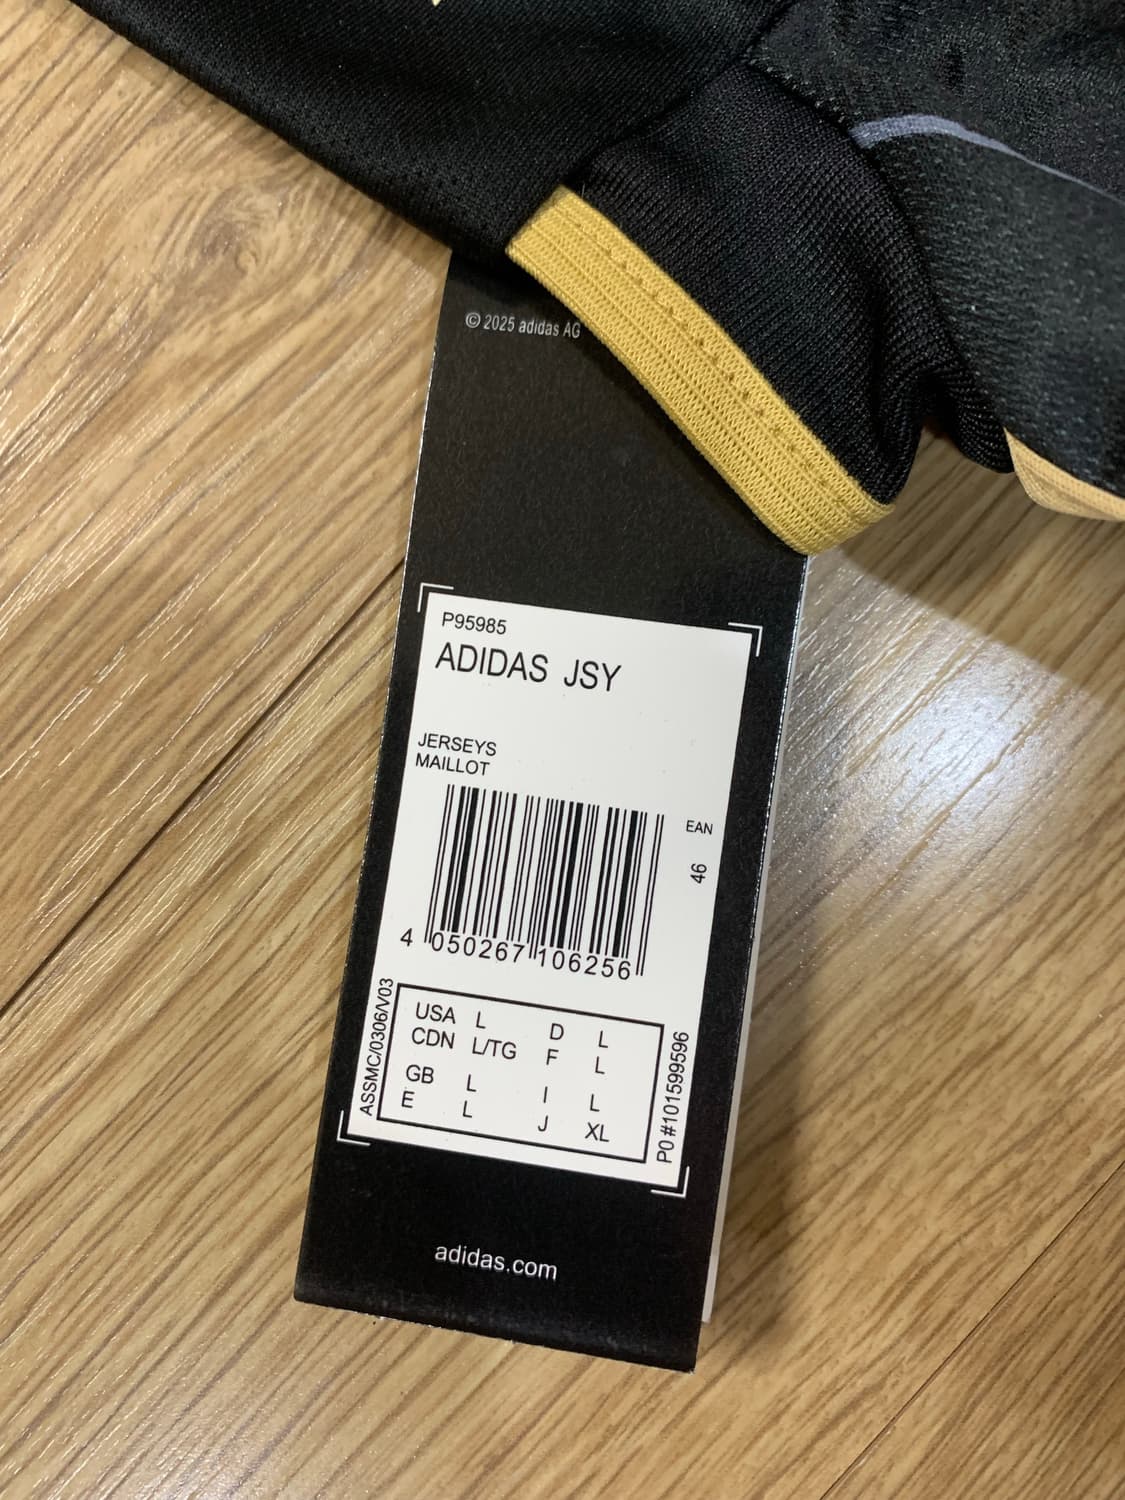 © 2025 adidas AG
P95985
ADIDAS JSY
JERSEYS
MAILLOT
EAN
46
4 050267 106256
ASSMC/0306/V03
USA L D L
CDN L/TG F L
GB L I L
E L J XL
PO #101599596
adidas.com